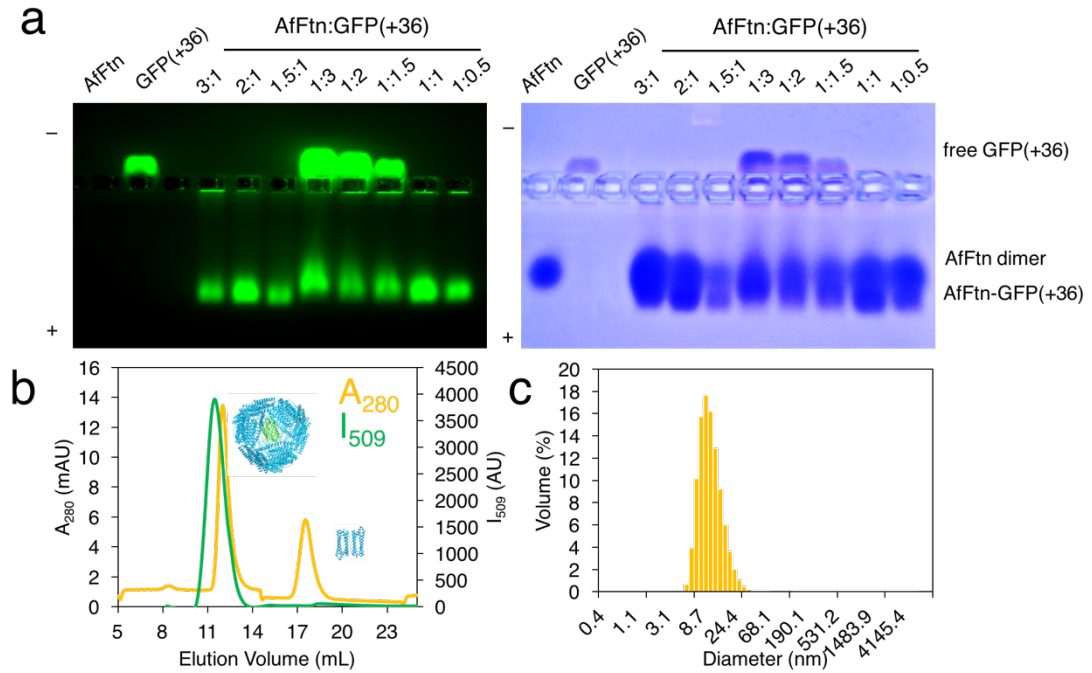 a
AfFtn:GFP(+36)
AfFtn GFP(+36) 3:1 2:1 1.5:1 1:3 1:2 1:1.5 1:1 1:0.5
−
+
AfFtn:GFP(+36)
AfFtn GFP(+36) 3:1 2:1 1.5:1 1:3 1:2 1:1.5 1:1 1:0.5
−
+
free GFP(+36)
AfFtn dimer
AfFtn-GFP(+36)
b
A280
I509
A280 (mAU)
16
14
12
10
8
6
4
2
0
I509 (AU)
4500
4000
3500
3000
2500
2000
1500
1000
500
0
5 8 11 14 17 20 23
Elution Volume (mL)
c
Volume (%)
20
18
16
14
12
10
8
6
4
2
0
0.4 1.1 3.1 8.7 24.4 68.1 190.1 531.2 1483.9 4145.4
Diameter (nm)